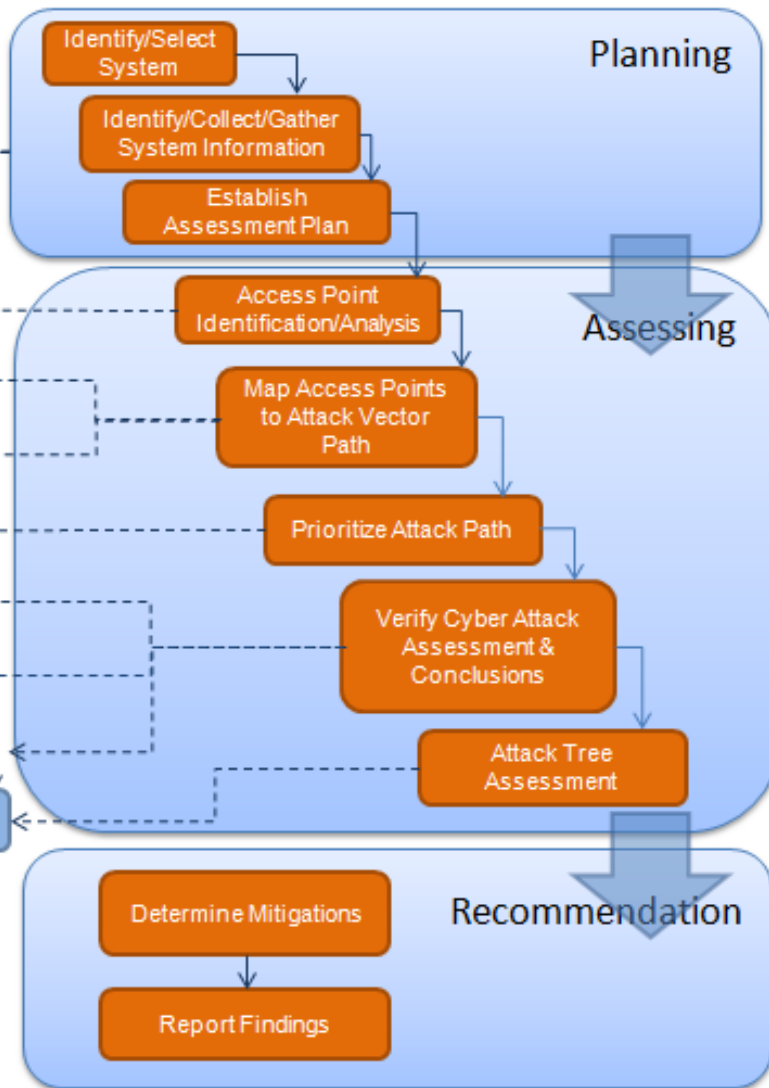 Planning
Identify/Select
System
Identify/Collect/Gather
System Information
Establish
Assessment Plan
Assessing
Access Point
Identification/Analysis
Map Access Points
to Attack Vector
Path
Prioritize Attack Path
Verify Cyber Attack
Assessment &
Conclusions
Attack Tree
Assessment
Recommendation
Determine Mitigations
Report Findings